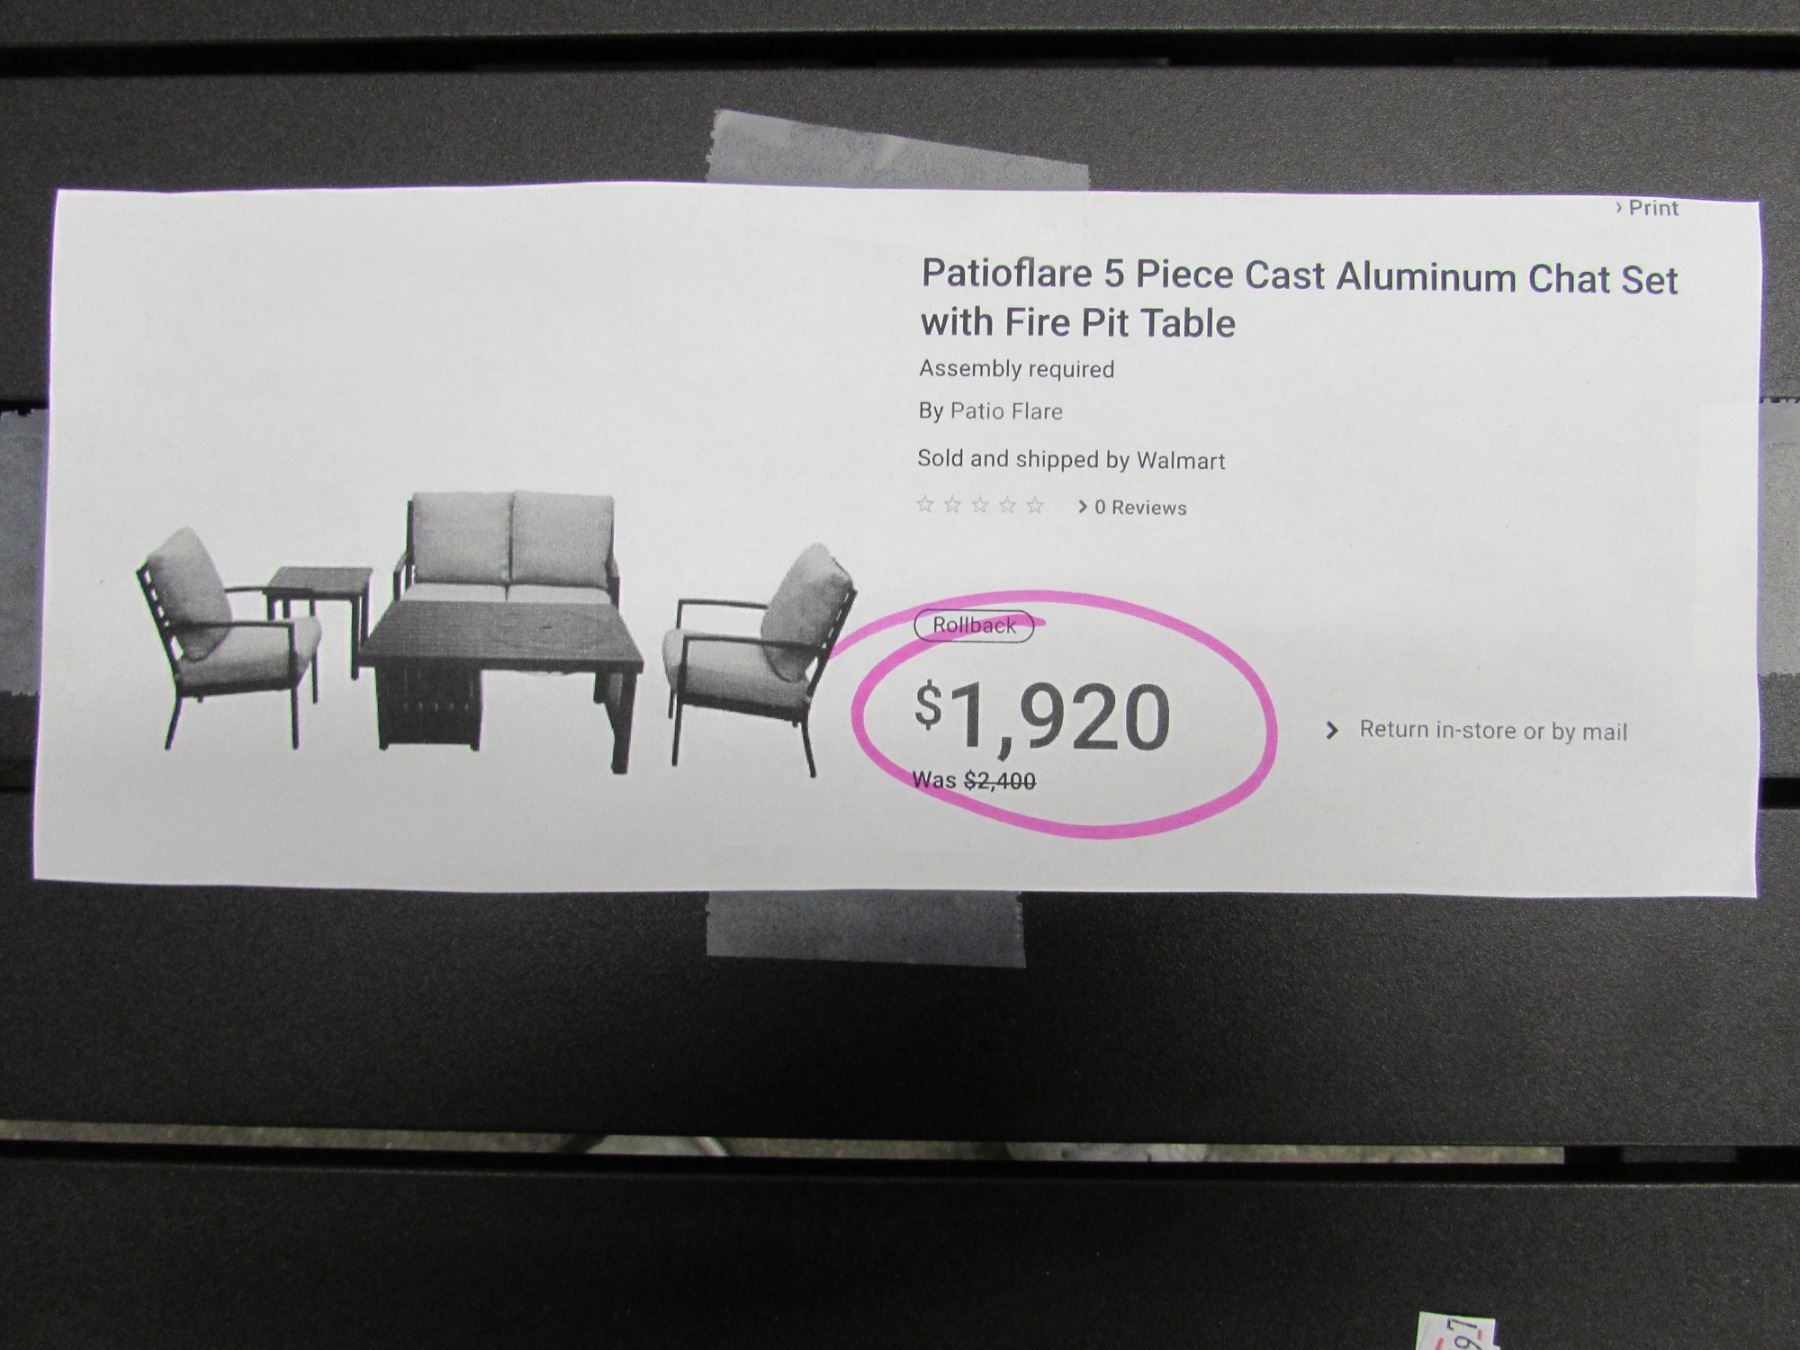 › Print
Patioflare 5 Piece Cast Aluminum Chat Set
with Fire Pit Table
Assembly required
By Patio Flare
Sold and shipped by Walmart
> 0 Reviews
Rollback
$1,920
Was $2,400
> Return in-store or by mail
97